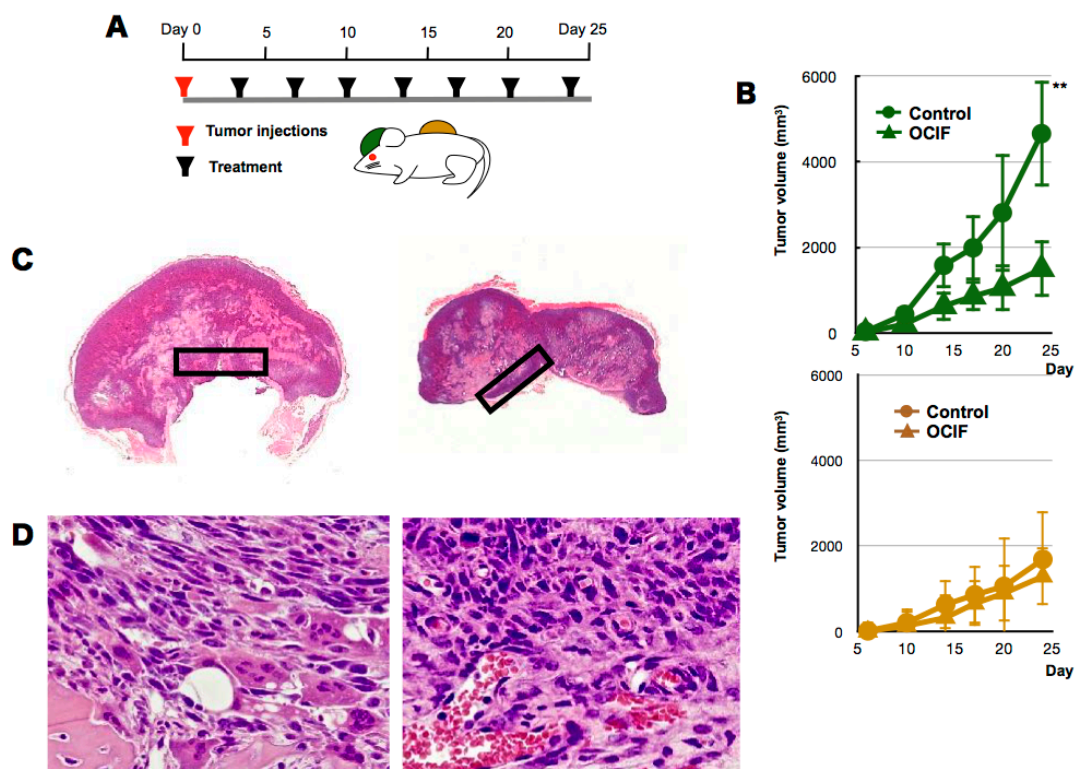 A
Day 0 5 10 15 20 Day 25
Tumor injections
Treatment
B
Tumor volume (mm³)
6000
4000
2000
0
Control
OCIF
**
5 10 15 20 25
Day
Tumor volume (mm³)
6000
4000
2000
0
Control
OCIF
5 10 15 20 25
Day
C
D